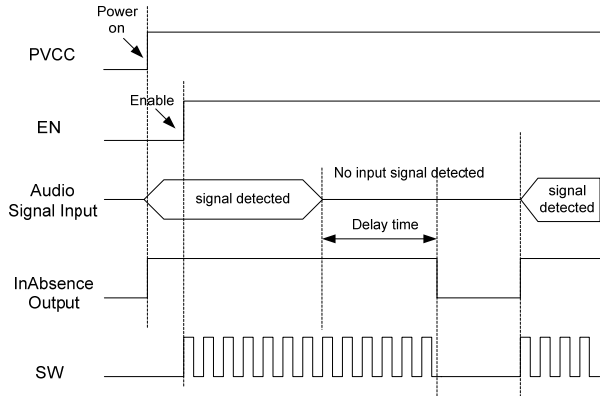 Power
on
PVCC
Enable
EN
No input signal detected
Audio
Signal Input
signal detected
signal
detected
Delay time
InAbsence
Output
SW